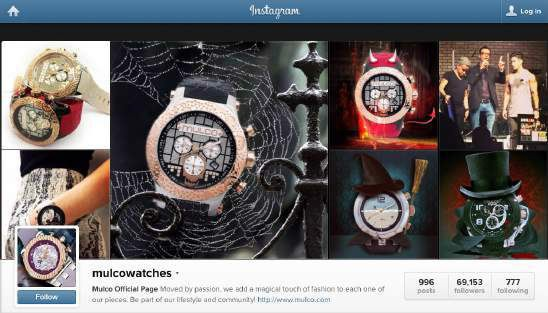 Instagram
Log in
MULCO
mulcowatches
Follow
Mulco Official Page Moved by passion, we add a magical touch of fashion to each one of
our pieces. Be part of our lifestyle and community! http://www.mulco.com
996
posts
69,153
followers
777
following